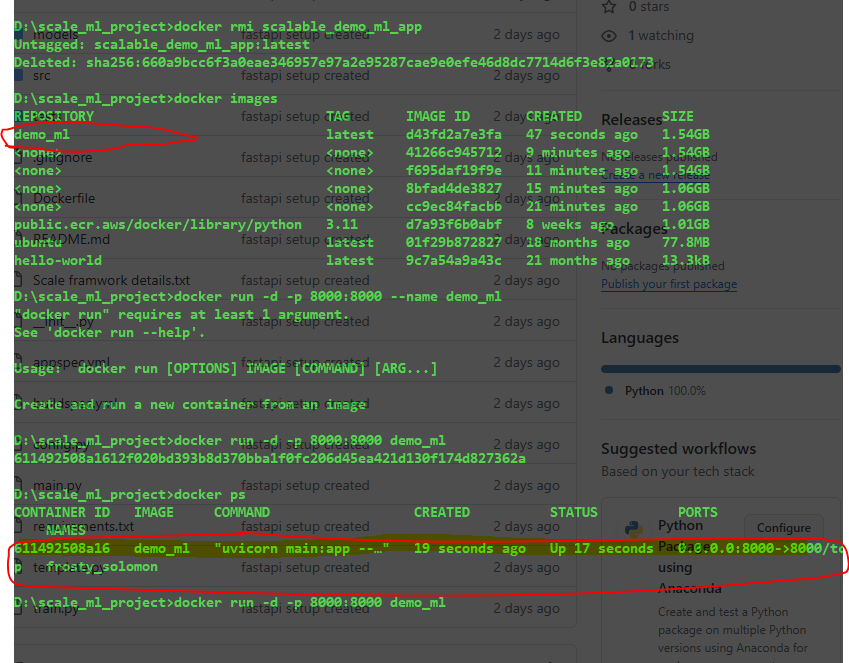 D:\scale_ml_project>docker rmi scalable_demo_ml_app
Untagged: scalable_demo_ml_app:latest
Deleted: sha256:660a9bcc6f3a0eae346957e97a2e95287cae9e0efe46d8dc7714d6f3e82a0173
D:\scale_ml_project>docker images
REPOSITORY TAG IMAGE ID CREATED SIZE
demo_ml latest d43fd2a7e3fa 47 seconds ago 1.54GB
<none> <none> 41266c945712 9 minutes ago 1.54GB
<none> <none> f695daf19f9e 11 minutes ago 1.54GB
<none> <none> 8bfad4de3827 15 minutes ago 1.06GB
<none> <none> cc9ec84facbb 21 minutes ago 1.06GB
public.ecr.aws/docker/library/python 3.11 d7a93f6b0abf 8 weeks ago 1.01GB
ubuntu latest 01f29b872827 18 months ago 77.8MB
hello-world latest 9c7a54a9a43c 21 months ago 13.3kB
D:\scale_ml_project>docker run -d -p 8000:8000 --name demo_ml
"docker run" requires at least 1 argument.
See 'docker run --help'.
Usage:  docker run [OPTIONS] IMAGE [COMMAND] [ARG...]
Create and run a new container from an image
D:\scale_ml_project>docker run -d -p 8000:8000 demo_ml
611492508a1612f020bd393b8d370bba1f0fc206d45ea421d130f174d827362a
D:\scale_ml_project>docker ps
CONTAINER ID IMAGE COMMAND CREATED STATUS PORTS
NAMES
611492508a16 demo_ml "uvicorn main:app --…" 19 seconds ago Up 17 seconds 0.0.0.0:8000->8000/tc
p fristey_solomon
D:\scale_ml_project>docker run -d -p 8000:8000 demo_ml
models fastapi setup created 2 days ago
src fastapi setup created 2 days ago
fastapi setup created 2 days ago
.gitignore fastapi setup created 2 days ago
Dockerfile fastapi setup created 2 days ago
README.md fastapi setup created 2 days ago
Scale framwork details.txt fastapi setup created 2 days ago
__init__.py fastapi setup created 2 days ago
appspec.yml fastapi setup created 2 days ago
fastapi setup created 2 days ago
config.py fastapi setup created 2 days ago
main.py fastapi setup created 2 days ago
requirements.txt fastapi setup created 2 days ago
fastapi setup created 2 days ago
train.py fastapi setup created 2 days ago
0 stars
1 watching
forks
Releases
No releases published
Create a new release
Packages
No packages published
Publish your first package
Languages
Python 100.0%
Suggested workflows
Based on your tech stack
Python
Package
using
Anaconda
Configure
Create and test a Python
package on multiple Python
versions using Anaconda for